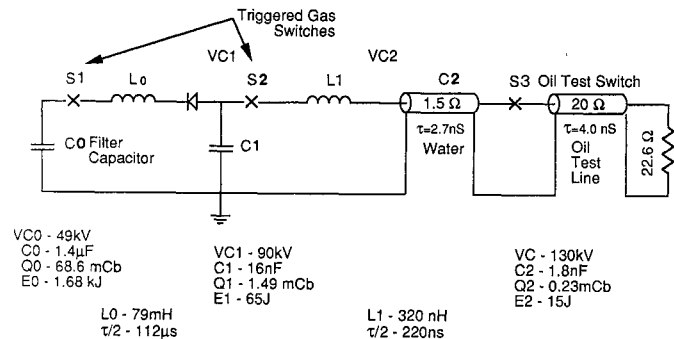 Triggered Gas
Switches
VC1
VC2
S1
L0
S2
L1
C2
S3
Oil Test Switch
1.5 Ω
20 Ω
τ=2.7nS
Water
τ=4.0 nS
Oil
Test
Line
22.6 Ω
C0 Filter
Capacitor
C1
VC0 - 49kV
C0 - 1.4μF
Q0 - 68.6 mCb
E0 - 1.68 kJ
VC1 - 90kV
C1 - 16nF
Q1 - 1.49 mCb
E1 - 65J
VC - 130kV
C2 - 1.8nF
Q2 - 0.23mCb
E2 - 15J
L0 - 79mH
τ/2 - 112μs
L1 - 320 nH
τ/2 - 220ns